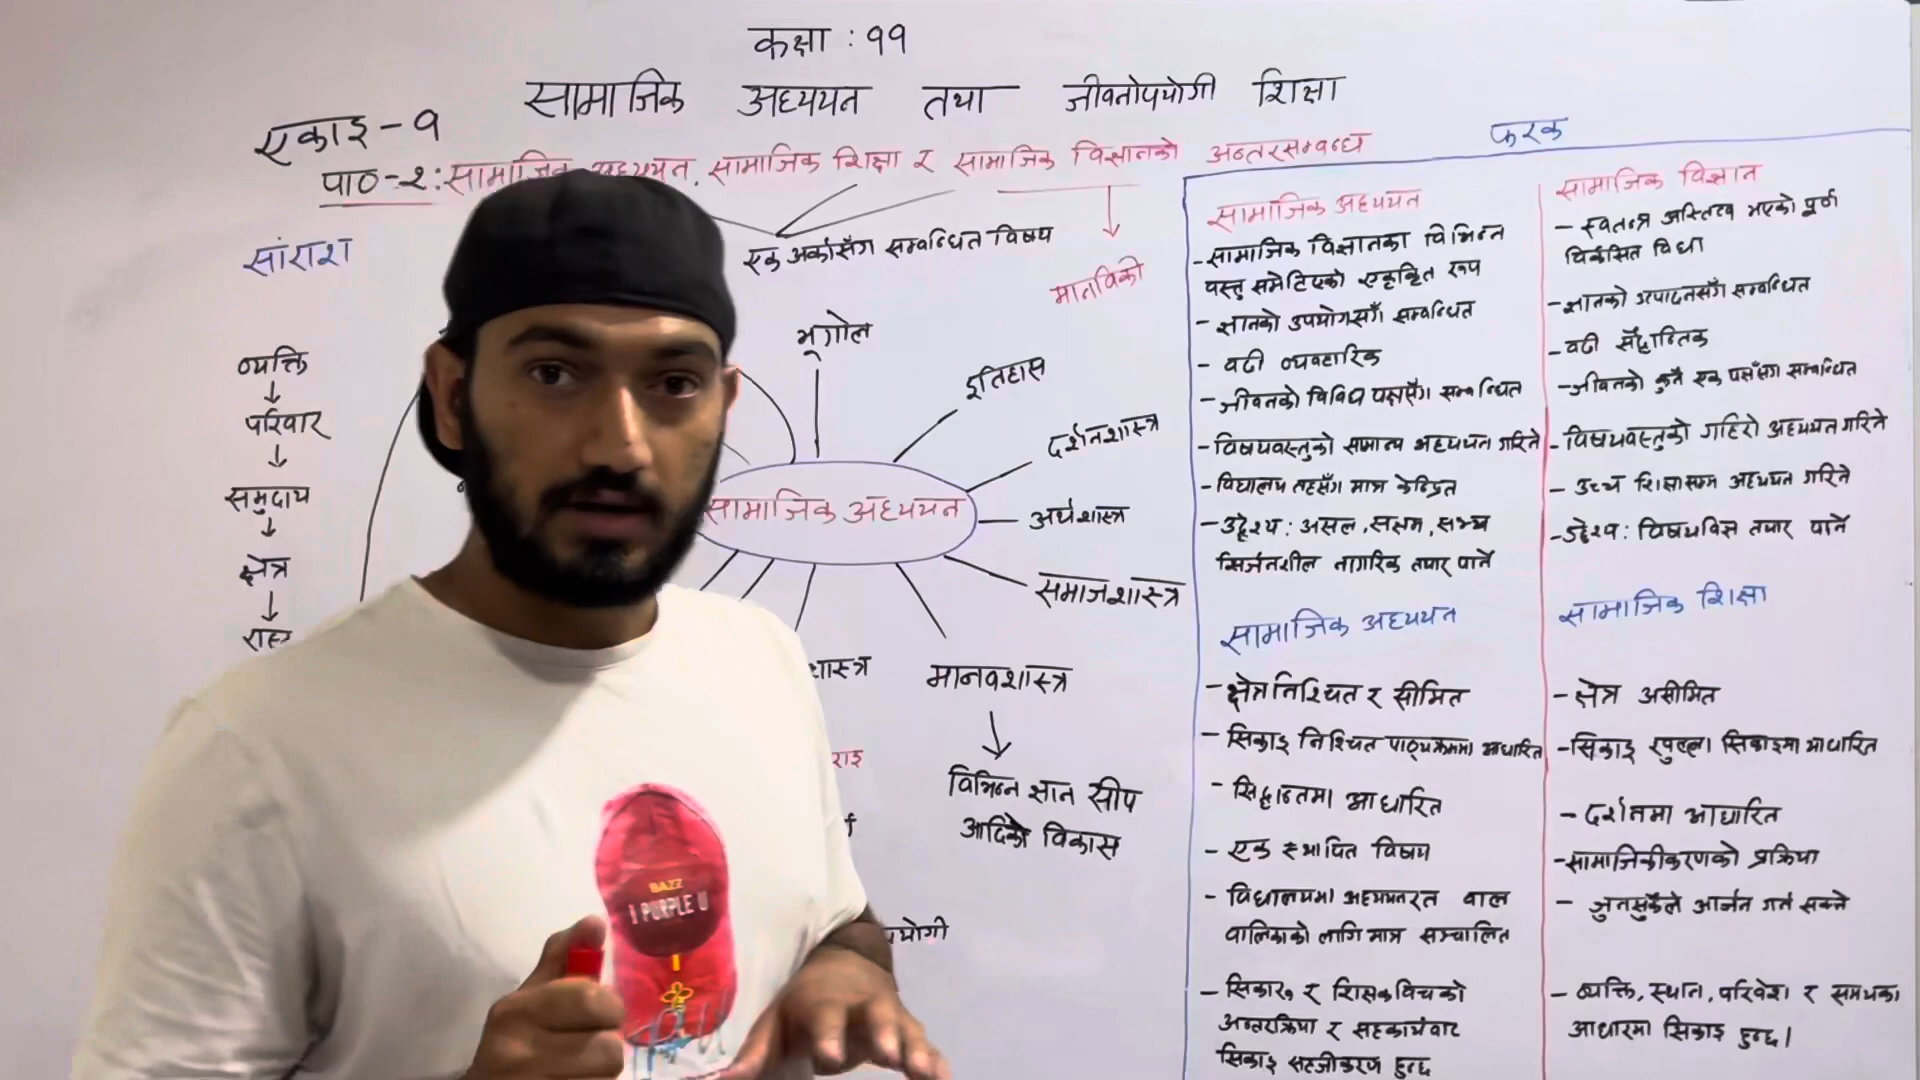 कक्षा : ११
सामाजिक अध्ययन तथा जीवनोपयोगी शिक्षा
एकाइ - १
पाठ-२: सामाजिक अध्ययन, सामाजिक शिक्षा र सामाजिक विज्ञानको अन्तरसम्बन्ध
सांराश
एक अर्कासँग सम्बन्धित विषय
मानविकी
व्यक्ति
परिवार
समुदाय
क्षेत्र
भूगोल
इतिहास
दर्शनशास्त्र
अर्थशास्त्र
समाजशास्त्र
सामाजिक अध्ययन
शास्त्र
मानवशास्त्र
विभिन्न ज्ञान सीप
आदिको विकास
फरक
सामाजिक अध्ययन
- सामाजिक विज्ञानका विभिन्न
वस्तु समेटिएको एकृकित रूप
- ज्ञानको उपयोगसँग सम्बन्धित
- बढी व्यवहारिक
- जीवनको विविध पक्षसँग सम्बन्धित
- विषयवस्तुको सामान्य अध्ययन गरिने
- विद्यालय तहसँग मात्र केन्द्रित
- उद्देश्य : असल, सक्षम, सभ्य
सिर्जनशील नागरिक तयार पार्ने
सामाजिक विज्ञान
- स्वतन्त्र अस्तित्व भएको पूर्ण
विकसित विधा
- ज्ञानको उत्पादनसँग सम्बन्धित
- बढी सैद्धान्तिक
- जीवनको कुनै एक पक्षसँग सम्बन्धित
- विषयवस्तुको गहिरो अध्ययन गरिने
- उच्च शिक्षासम्म अध्ययन गरिने
- उद्देश्य : विषयविज्ञ तयार पार्ने
सामाजिक अध्ययन
- क्षेत्र निश्चित र सीमित
- सिकाइ निश्चित पाठ्यक्रममा आधारित
- सिद्धान्तमा आधारित
- एक स्थापित विषय
- विद्यालयमा अध्ययनरत बाल
बालिकाको लागि मात्र सञ्चालित
- सिकारु र शिक्षक बिचको
अन्तरक्रिया र सहकार्यबाट
सिकाइ सहजीकरण हुन्छ
सामाजिक शिक्षा
- क्षेत्र असीमित
- सिकाइ खुल्ला सिकाइमा आधारित
- दर्शनमा आधारित
- सामाजिकीकरणको प्रक्रिया
- जुनसुकैले आर्जन गर्न सक्ने
- व्यक्ति, स्थान, परिवेश र समयका
आधारमा सिकाइ हुन्छ।
BAZZ
I PURPLE U